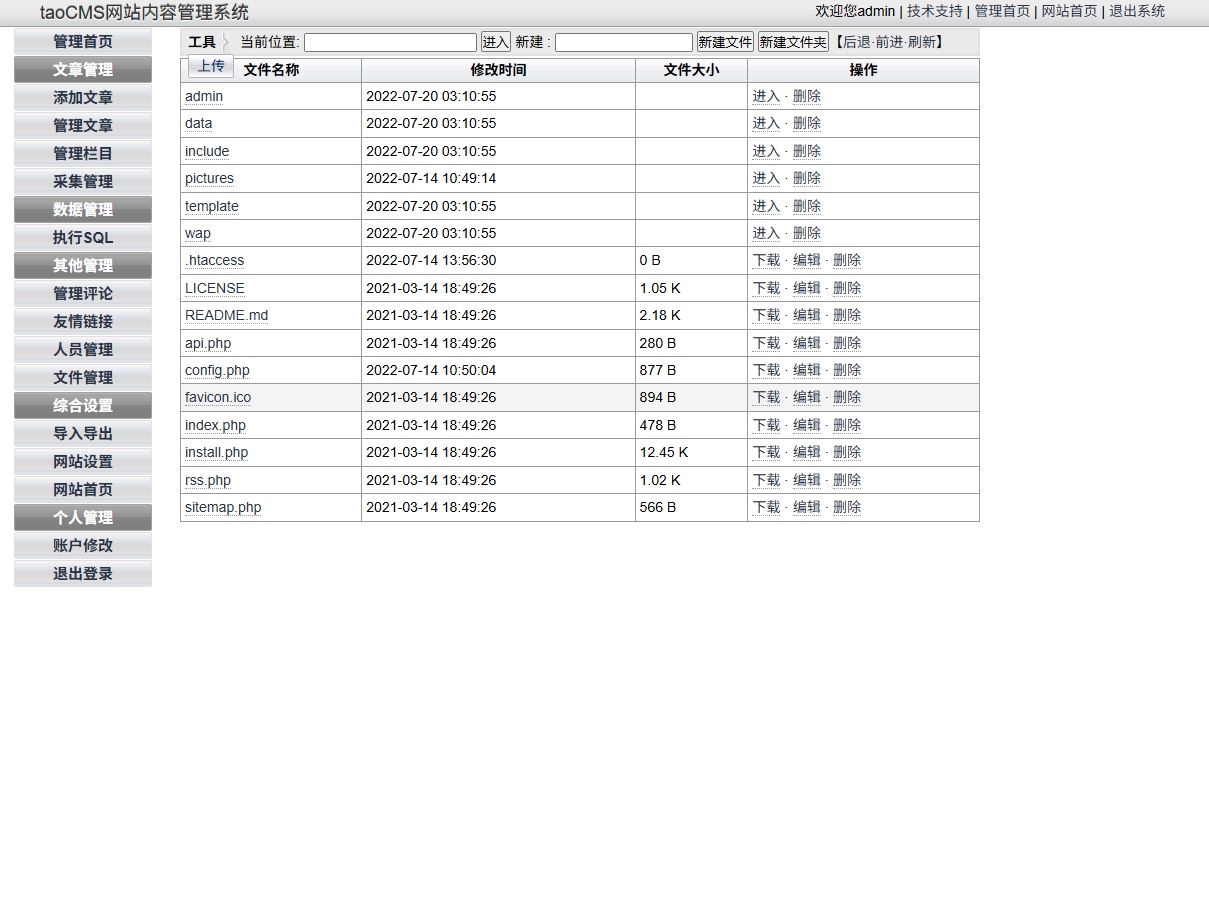 taoCMS网站内容管理系统 欢迎您admin | 技术支持 | 管理首页 | 网站首页 | 退出系统
管理首页
文章管理
添加文章
管理文章
管理栏目
采集管理
数据管理
执行SQL
其他管理
管理评论
友情链接
人员管理
文件管理
综合设置
导入导出
网站设置
网站首页
个人管理
账户修改
退出登录
工具 当前位置: 进入 新建 : 新建文件 新建文件夹 【后退·前进·刷新】
上传 文件名称 修改时间 文件大小 操作
admin 2022-07-20 03:10:55 进入 · 删除
data 2022-07-20 03:10:55 进入 · 删除
include 2022-07-20 03:10:55 进入 · 删除
pictures 2022-07-14 10:49:14 进入 · 删除
template 2022-07-20 03:10:55 进入 · 删除
wap 2022-07-20 03:10:55 进入 · 删除
.htaccess 2022-07-14 13:56:30 0 B 下载 · 编辑 · 删除
LICENSE 2021-03-14 18:49:26 1.05 K 下载 · 编辑 · 删除
README.md 2021-03-14 18:49:26 2.18 K 下载 · 编辑 · 删除
api.php 2021-03-14 18:49:26 280 B 下载 · 编辑 · 删除
config.php 2022-07-14 10:50:04 877 B 下载 · 编辑 · 删除
favicon.ico 2021-03-14 18:49:26 894 B 下载 · 编辑 · 删除
index.php 2021-03-14 18:49:26 478 B 下载 · 编辑 · 删除
install.php 2021-03-14 18:49:26 12.45 K 下载 · 编辑 · 删除
rss.php 2021-03-14 18:49:26 1.02 K 下载 · 编辑 · 删除
sitemap.php 2021-03-14 18:49:26 566 B 下载 · 编辑 · 删除